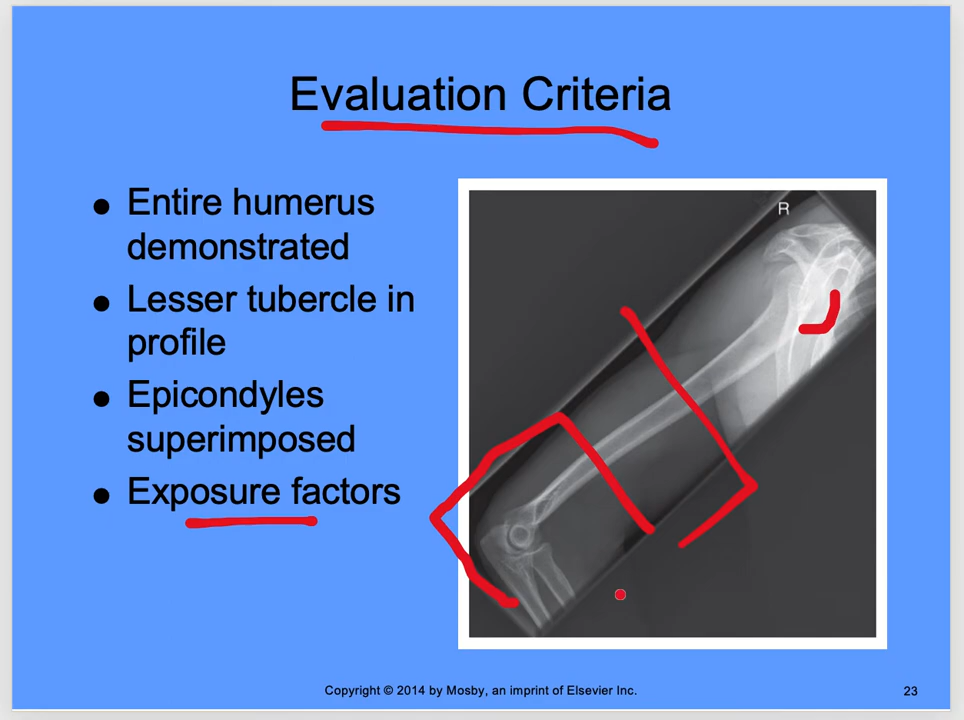 Evaluation Criteria
● Entire humerus
demonstrated
● Lesser tubercle in
profile
● Epicondyles
superimposed
● Exposure factors
R
Copyright © 2014 by Mosby, an imprint of Elsevier Inc.
23